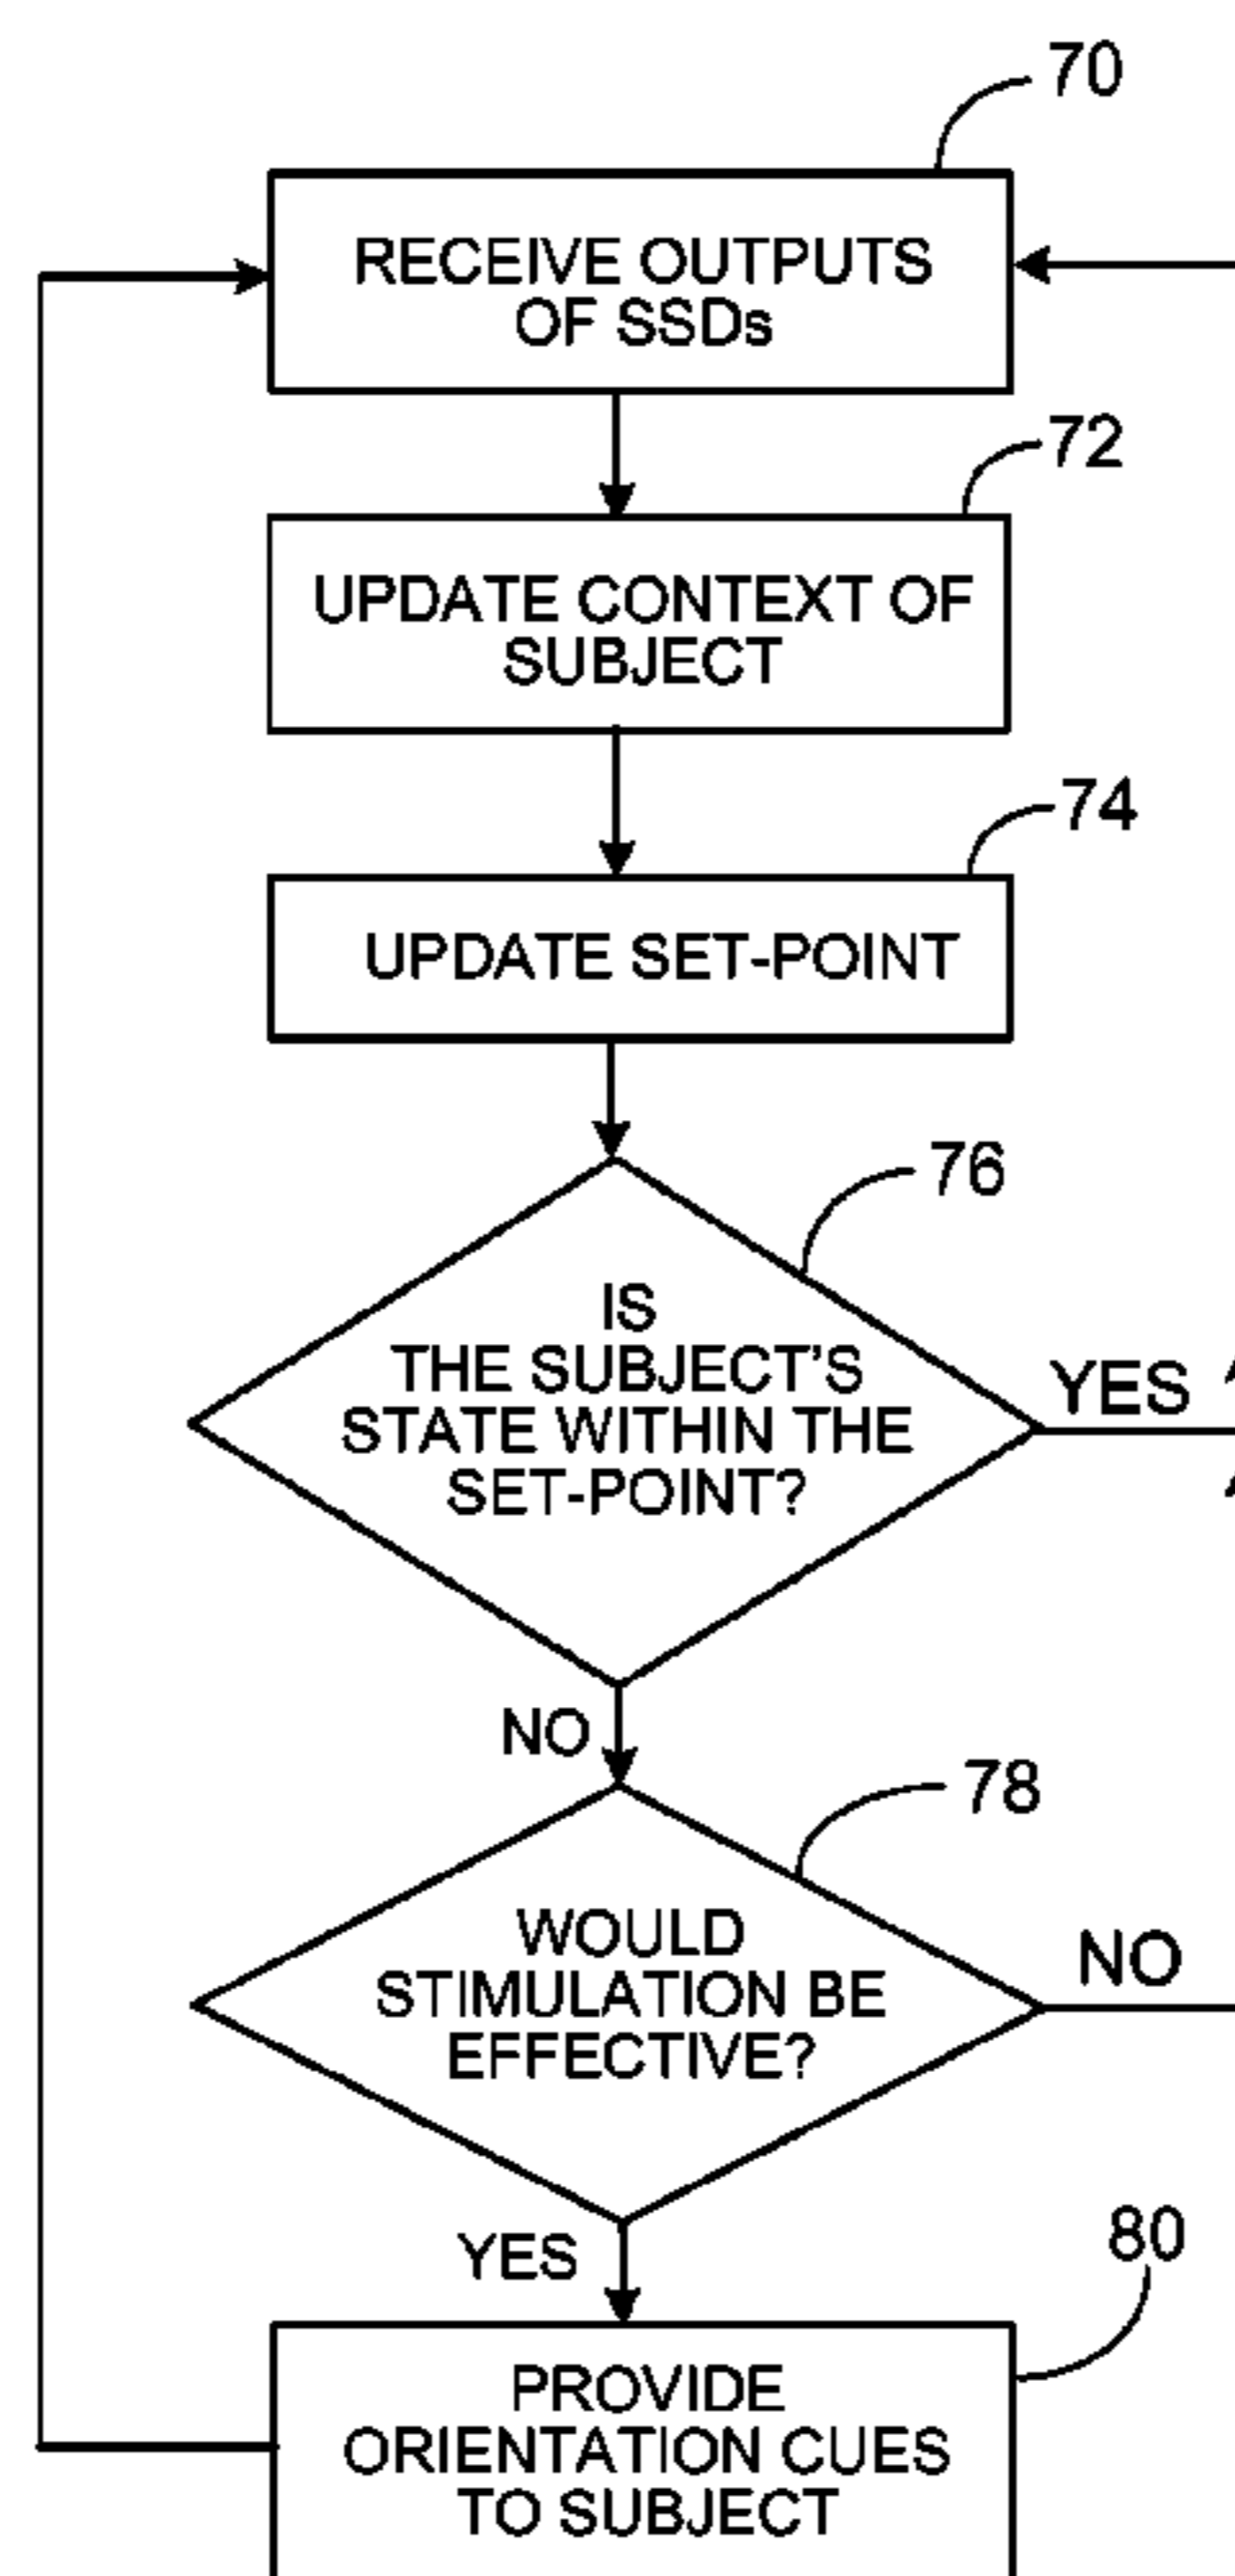 70
RECEIVE OUTPUTS
OF SSDs
72
UPDATE CONTEXT OF
SUBJECT
74
UPDATE SET-POINT
76
IS
THE SUBJECT'S
STATE WITHIN THE
SET-POINT?
YES
NO
78
WOULD
STIMULATION BE
EFFECTIVE?
NO
YES
80
PROVIDE
ORIENTATION CUES
TO SUBJECT